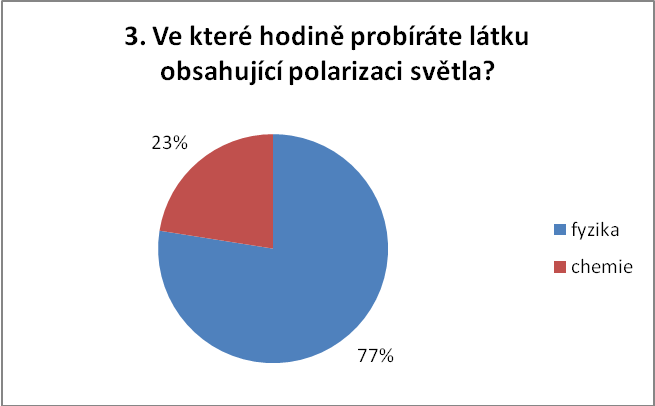 3. Ve které hodině probíráte látku
obsahující polarizaci světla?
23%
fyzika
chemie
77%